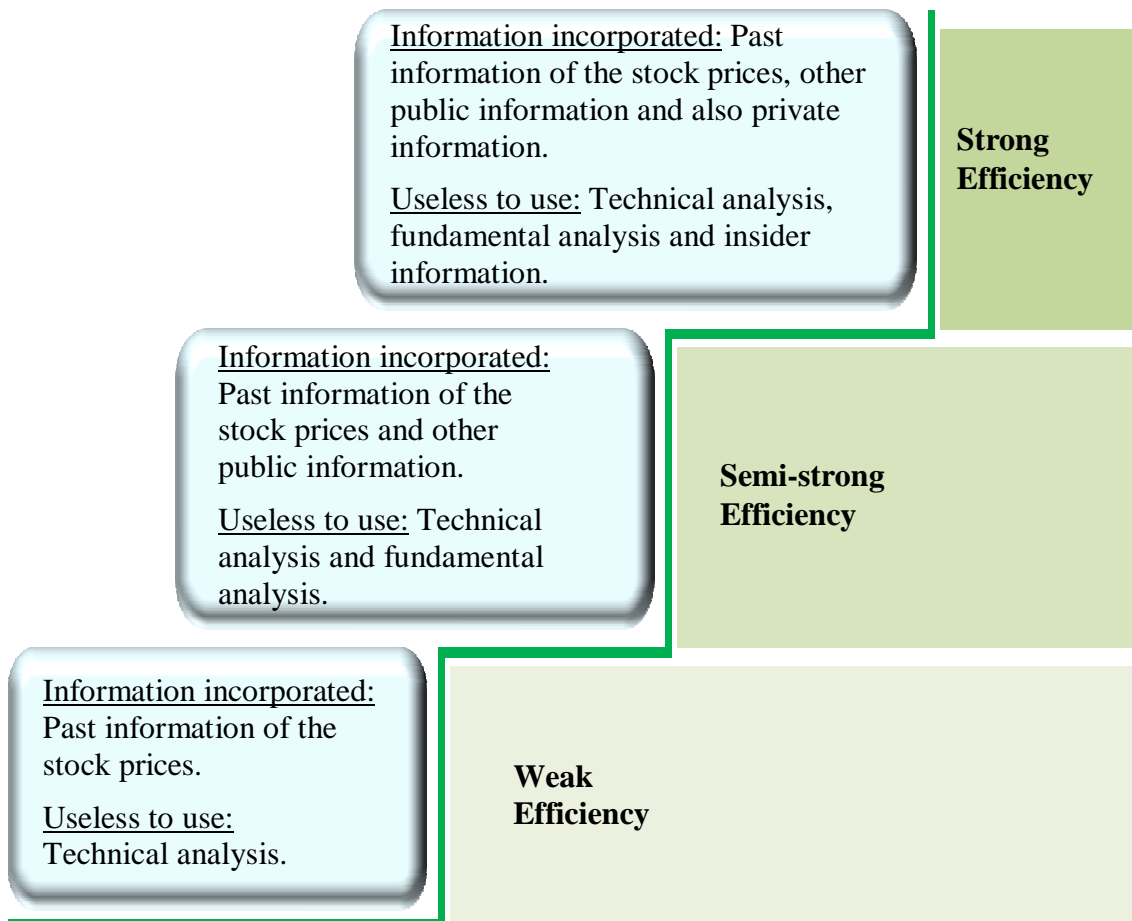 Information incorporated: Past
information of the stock prices, other
public information and also private
information.
Useless to use: Technical analysis,
fundamental analysis and insider
information.
Strong
Efficiency
Information incorporated:
Past information of the
stock prices and other
public information.
Useless to use: Technical
analysis and fundamental
analysis.
Semi-strong
Efficiency
Information incorporated:
Past information of the
stock prices.
Useless to use:
Technical analysis.
Weak
Efficiency